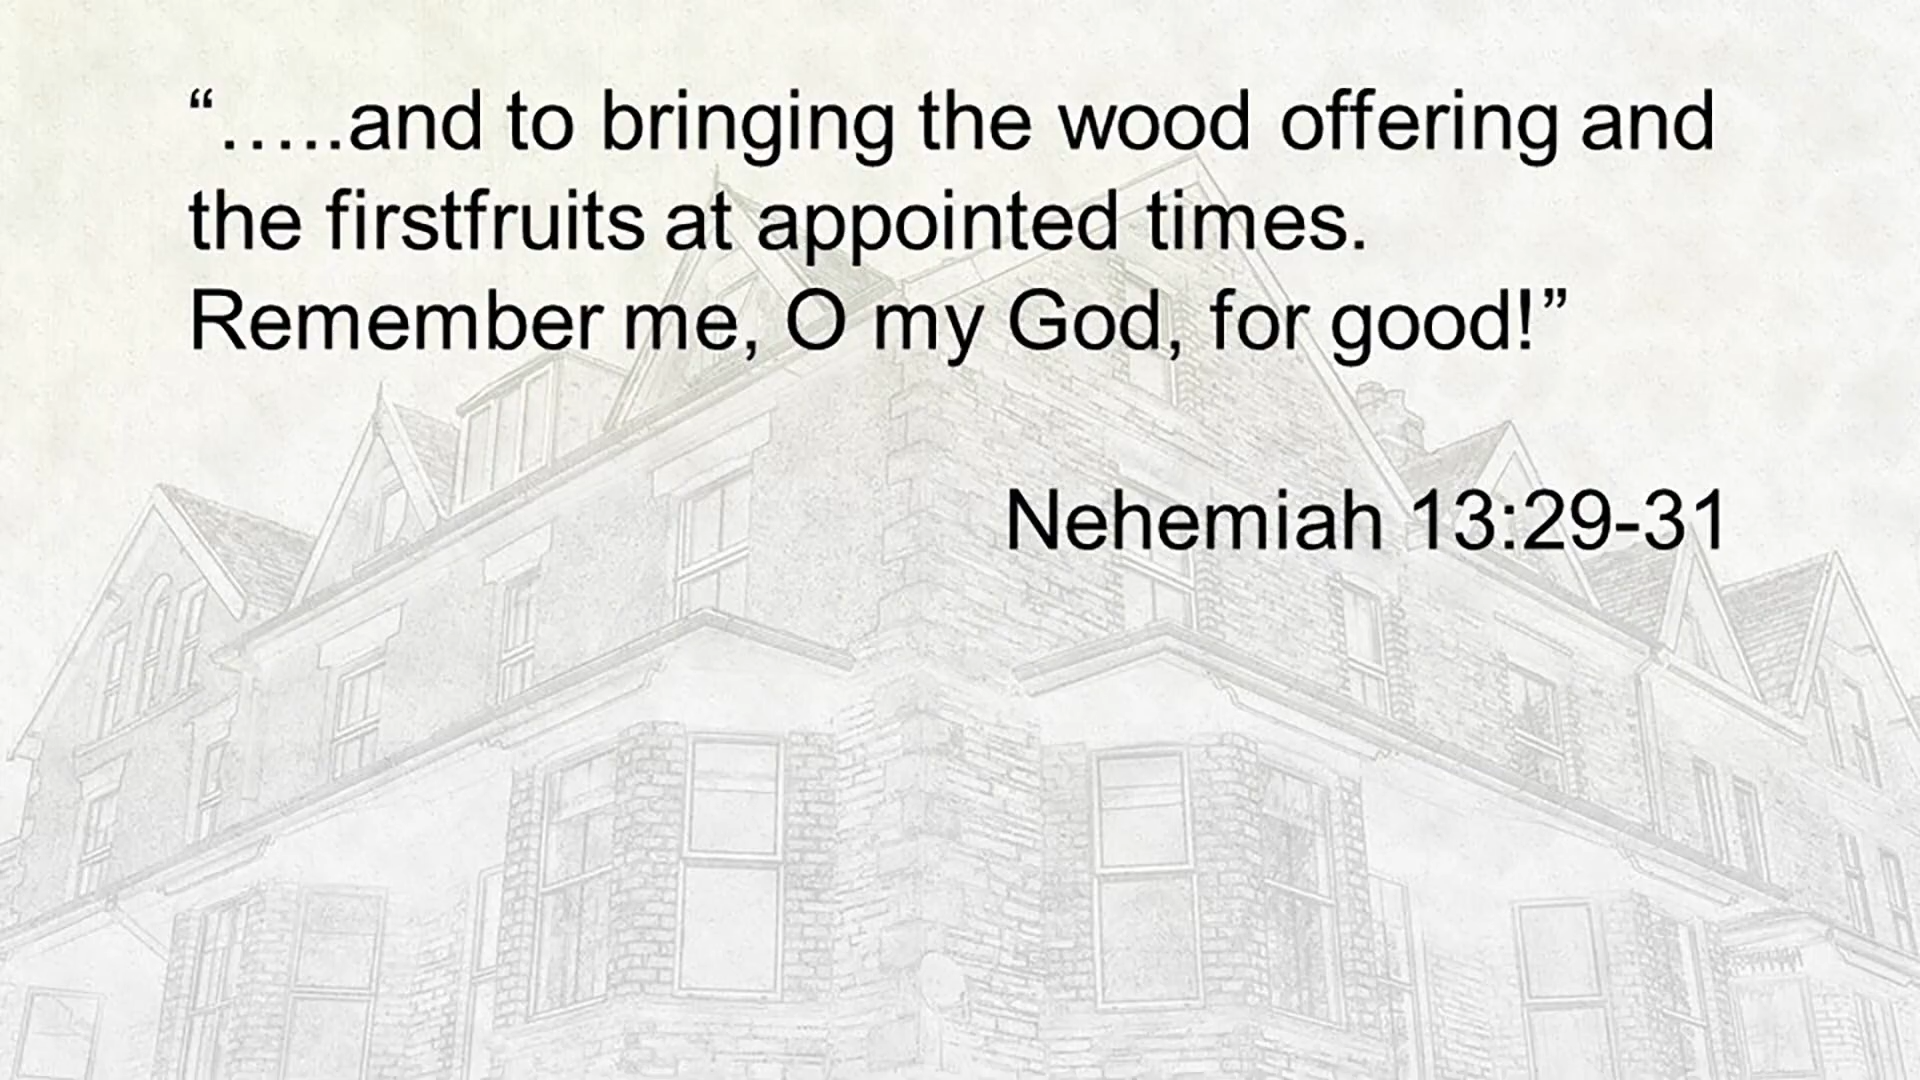 “…..and to bringing the wood offering and
the firstfruits at appointed times.
Remember me, O my God, for good!”
Nehemiah 13:29-31